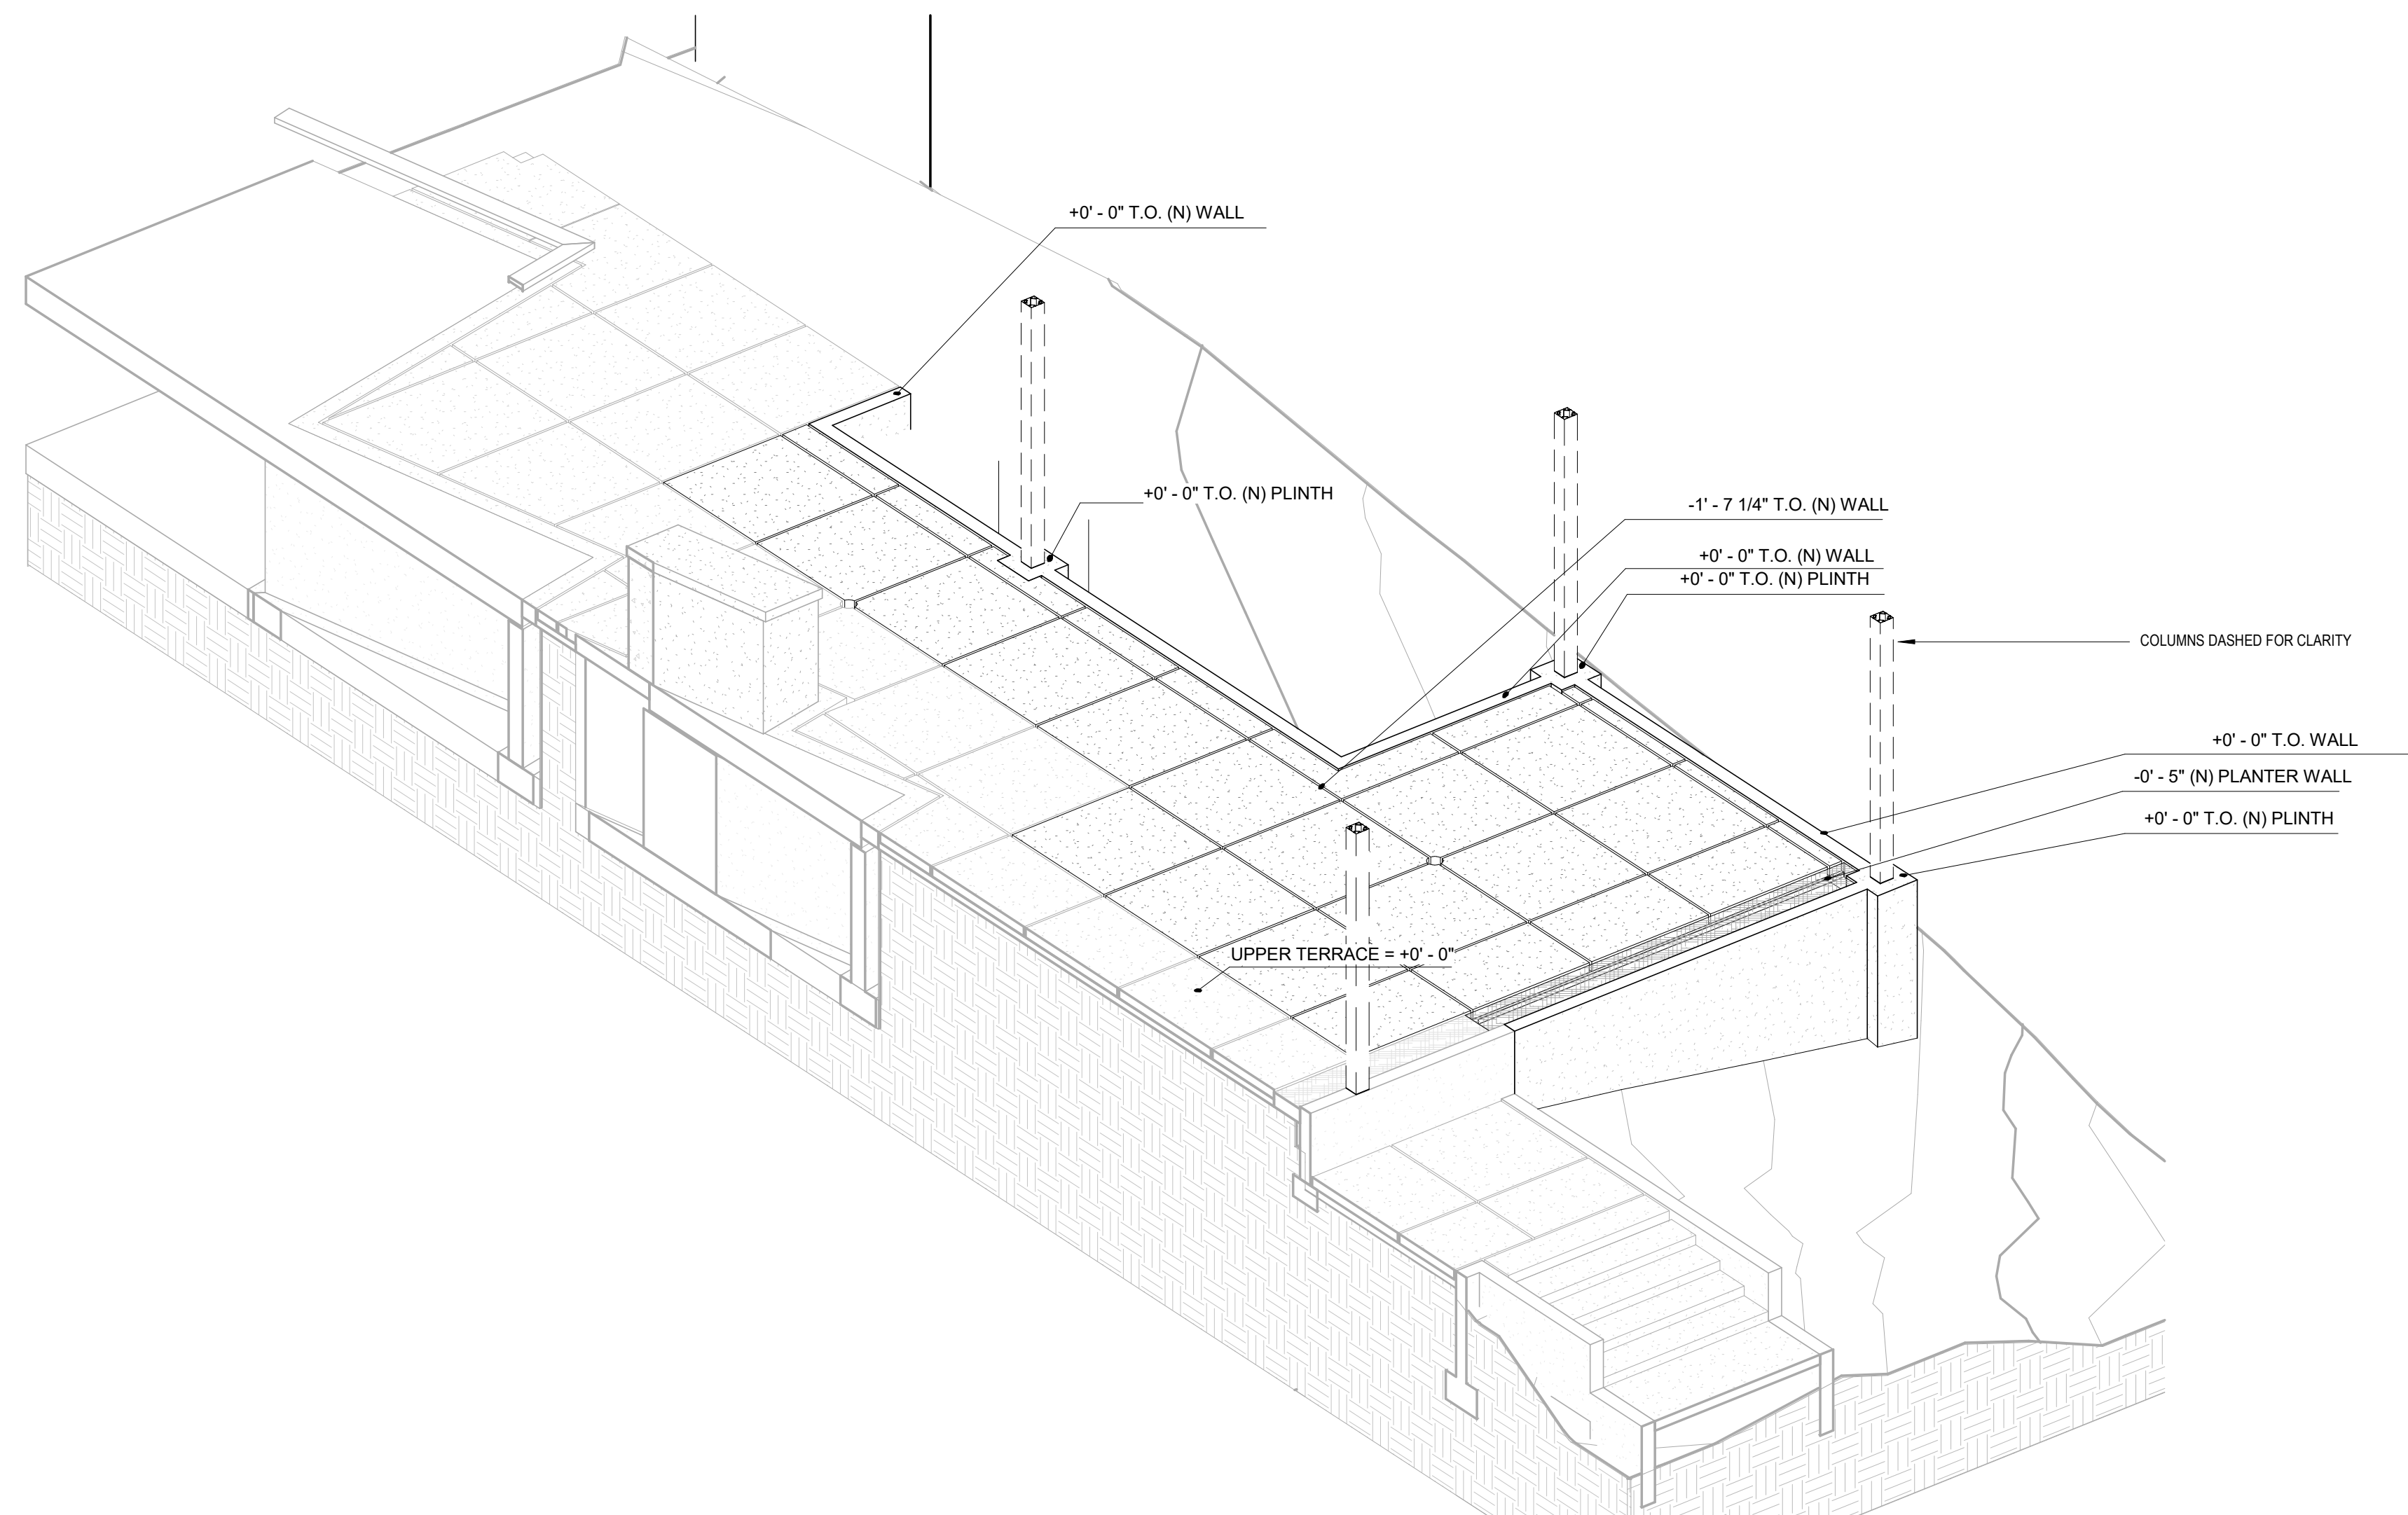 +0' - 0" T.O. (N) WALL
+0' - 0" T.O. (N) PLINTH
-1' - 7 1/4" T.O. (N) WALL
+0' - 0" T.O. (N) WALL
+0' - 0" T.O. (N) PLINTH
COLUMNS DASHED FOR CLARITY
+0' - 0" T.O. WALL
-0' - 5" (N) PLANTER WALL
+0' - 0" T.O. (N) PLINTH
UPPER TERRACE = +0' - 0"